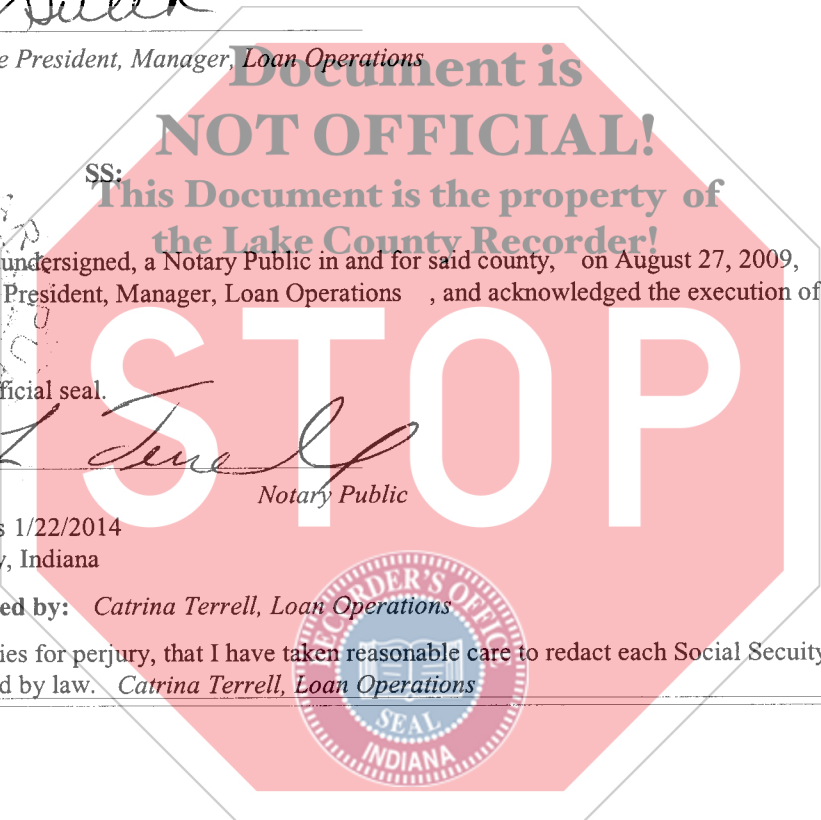 e President, Manager, Loan Operations
Document is
NOT OFFICIAL!
SS:
This Document is the property of
the Lake County Recorder!
undersigned, a Notary Public in and for said county, on August 27, 2009,
President, Manager, Loan Operations , and acknowledged the execution of
STOP
ficial seal.
Terrell
Notary Public
s 1/22/2014
y, Indiana
ed by: Catrina Terrell, Loan Operations
ies for perjury, that I have taken reasonable care to redact each Social Secuity
d by law. Catrina Terrell, Loan Operations
RECORDER'S OFFICE
SEAL
INDIANA